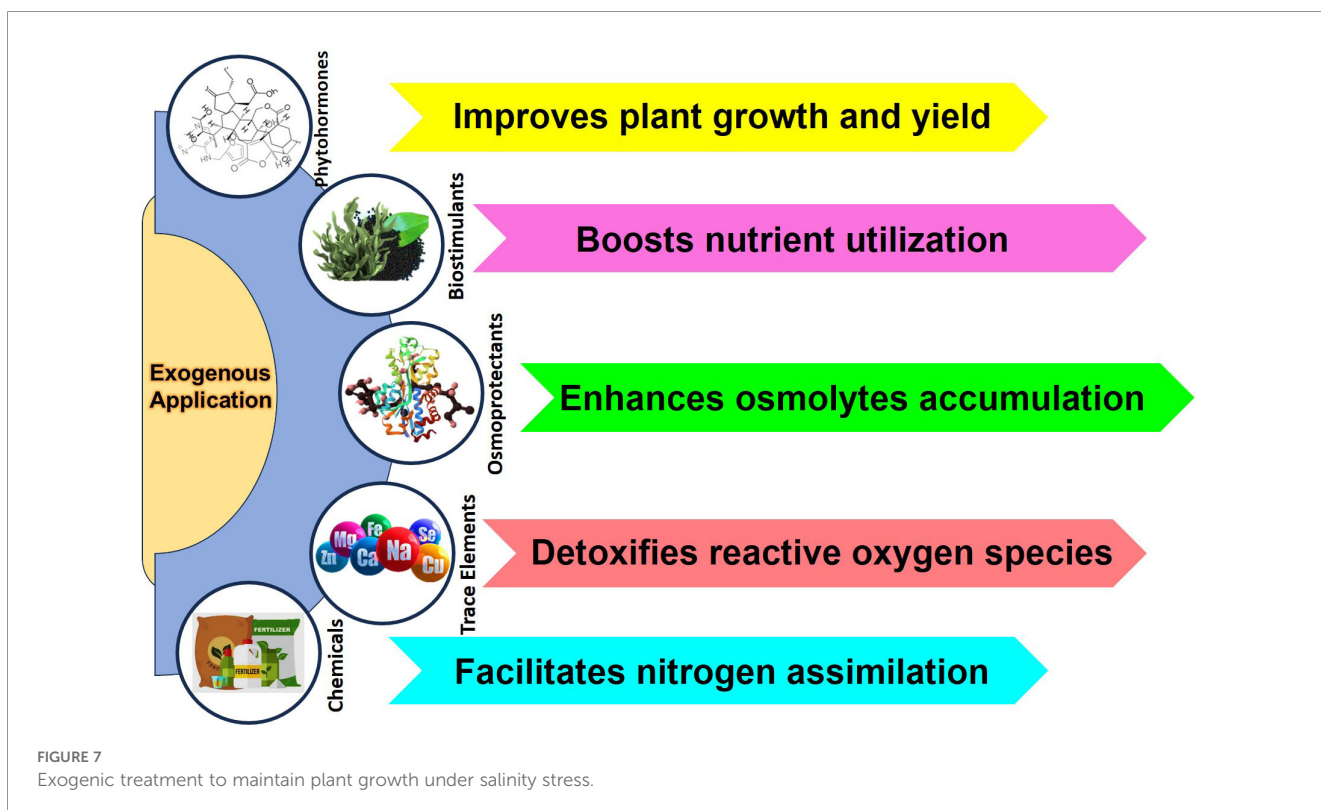 Phytohormones
Improves plant growth and yield
Biostimulants
Boosts nutrient utilization
Exogenous
Application
Osmoprotectants
Enhances osmolytes accumulation
Zn
Mg
Fe
Ca
Na
Se
Cu
Trace Elements
Detoxifies reactive oxygen species
FERTILIZER
FERTILIZER
Chemicals
Facilitates nitrogen assimilation
FIGURE 7
Exogenic treatment to maintain plant growth under salinity stress.